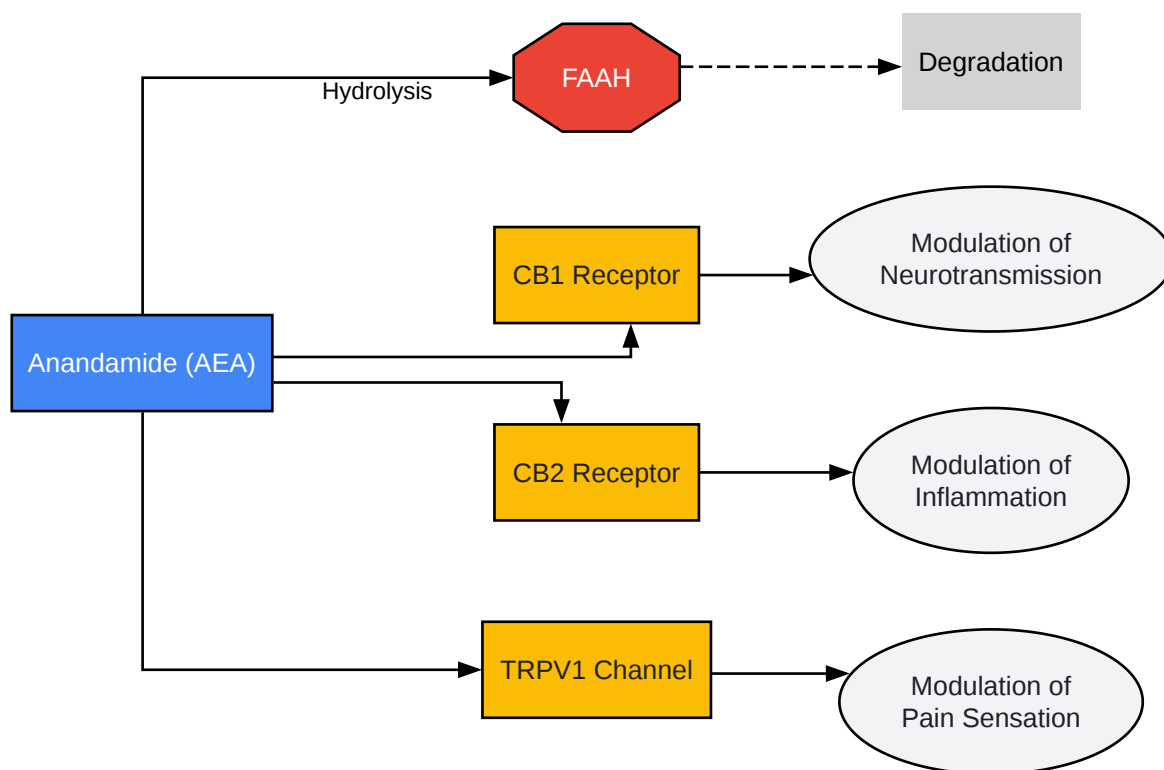 FAAH
Degradation
Hydrolysis
Modulation of
Neurotransmission
CB1 Receptor
Anandamide (AEA)
CB2 Receptor
Modulation of
Inflammation
TRPV1 Channel
Modulation of
Pain Sensation